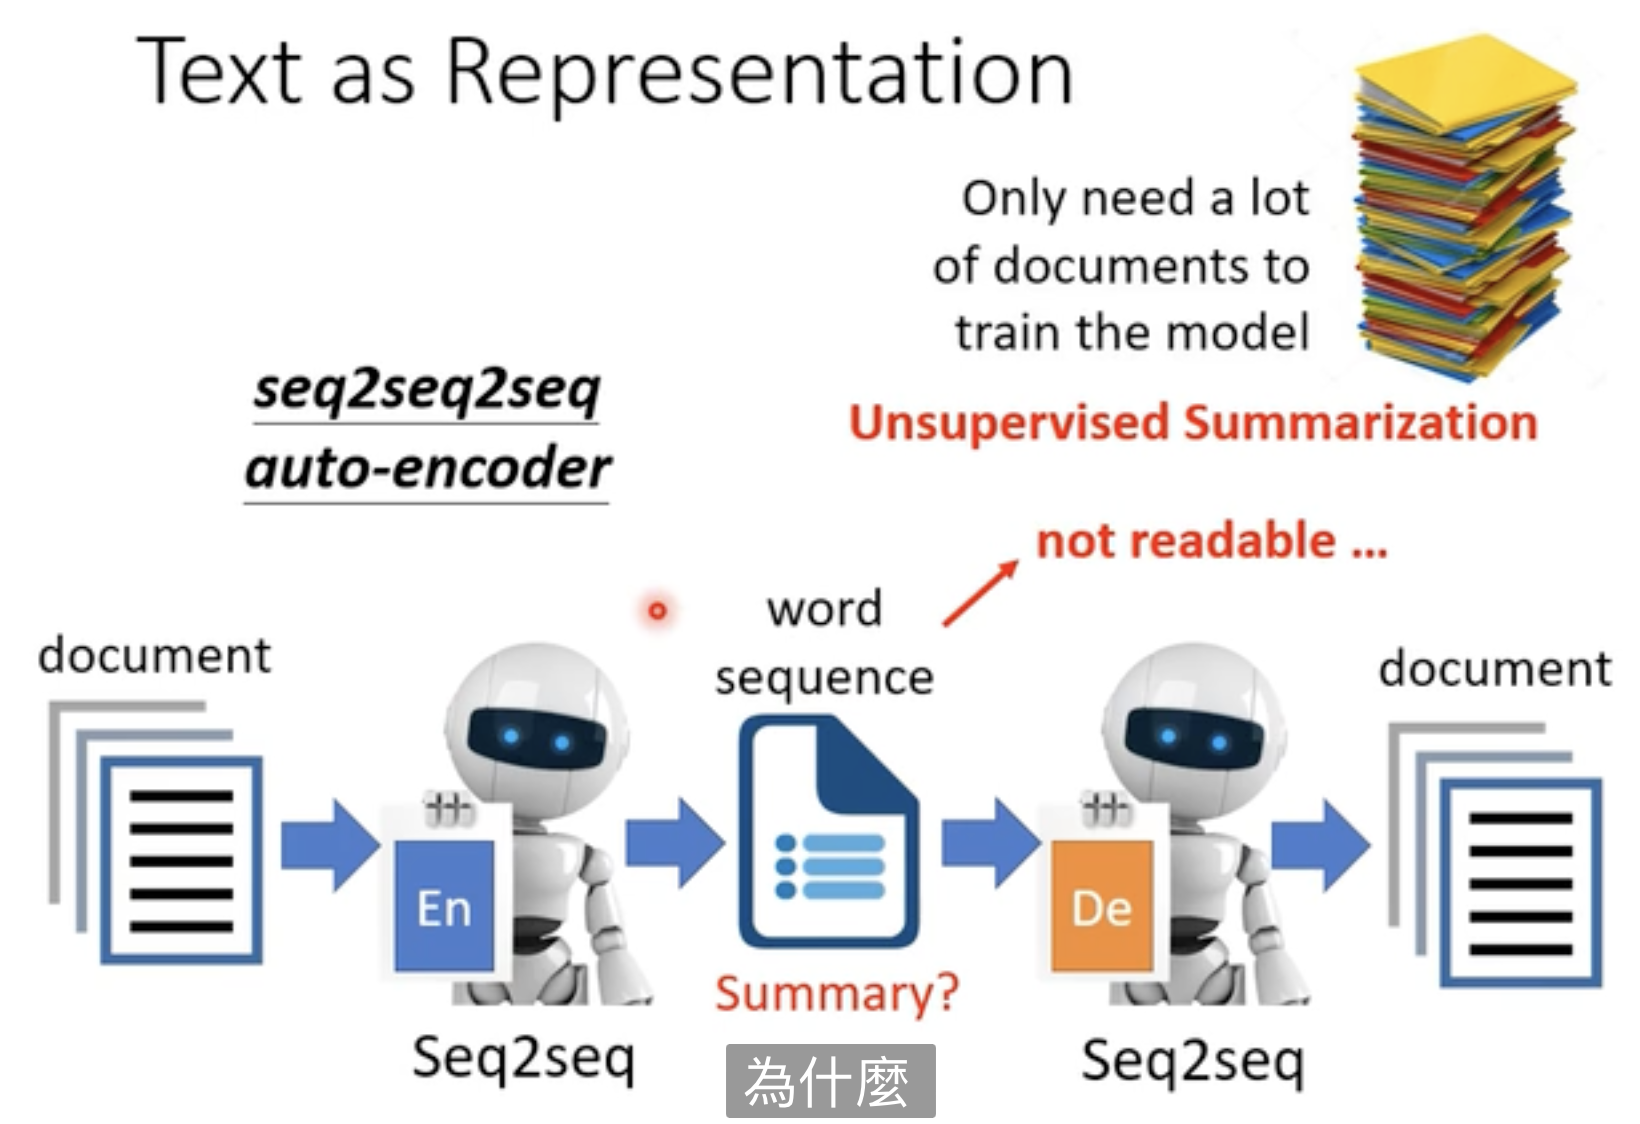 Text as Representation
Only need a lot
of documents to
train the model
Unsupervised Summarization
seq2seq2seq
auto-encoder
not readable ...
word
sequence
document
document
En
De
Summary?
Seq2seq
Seq2seq
為什麼